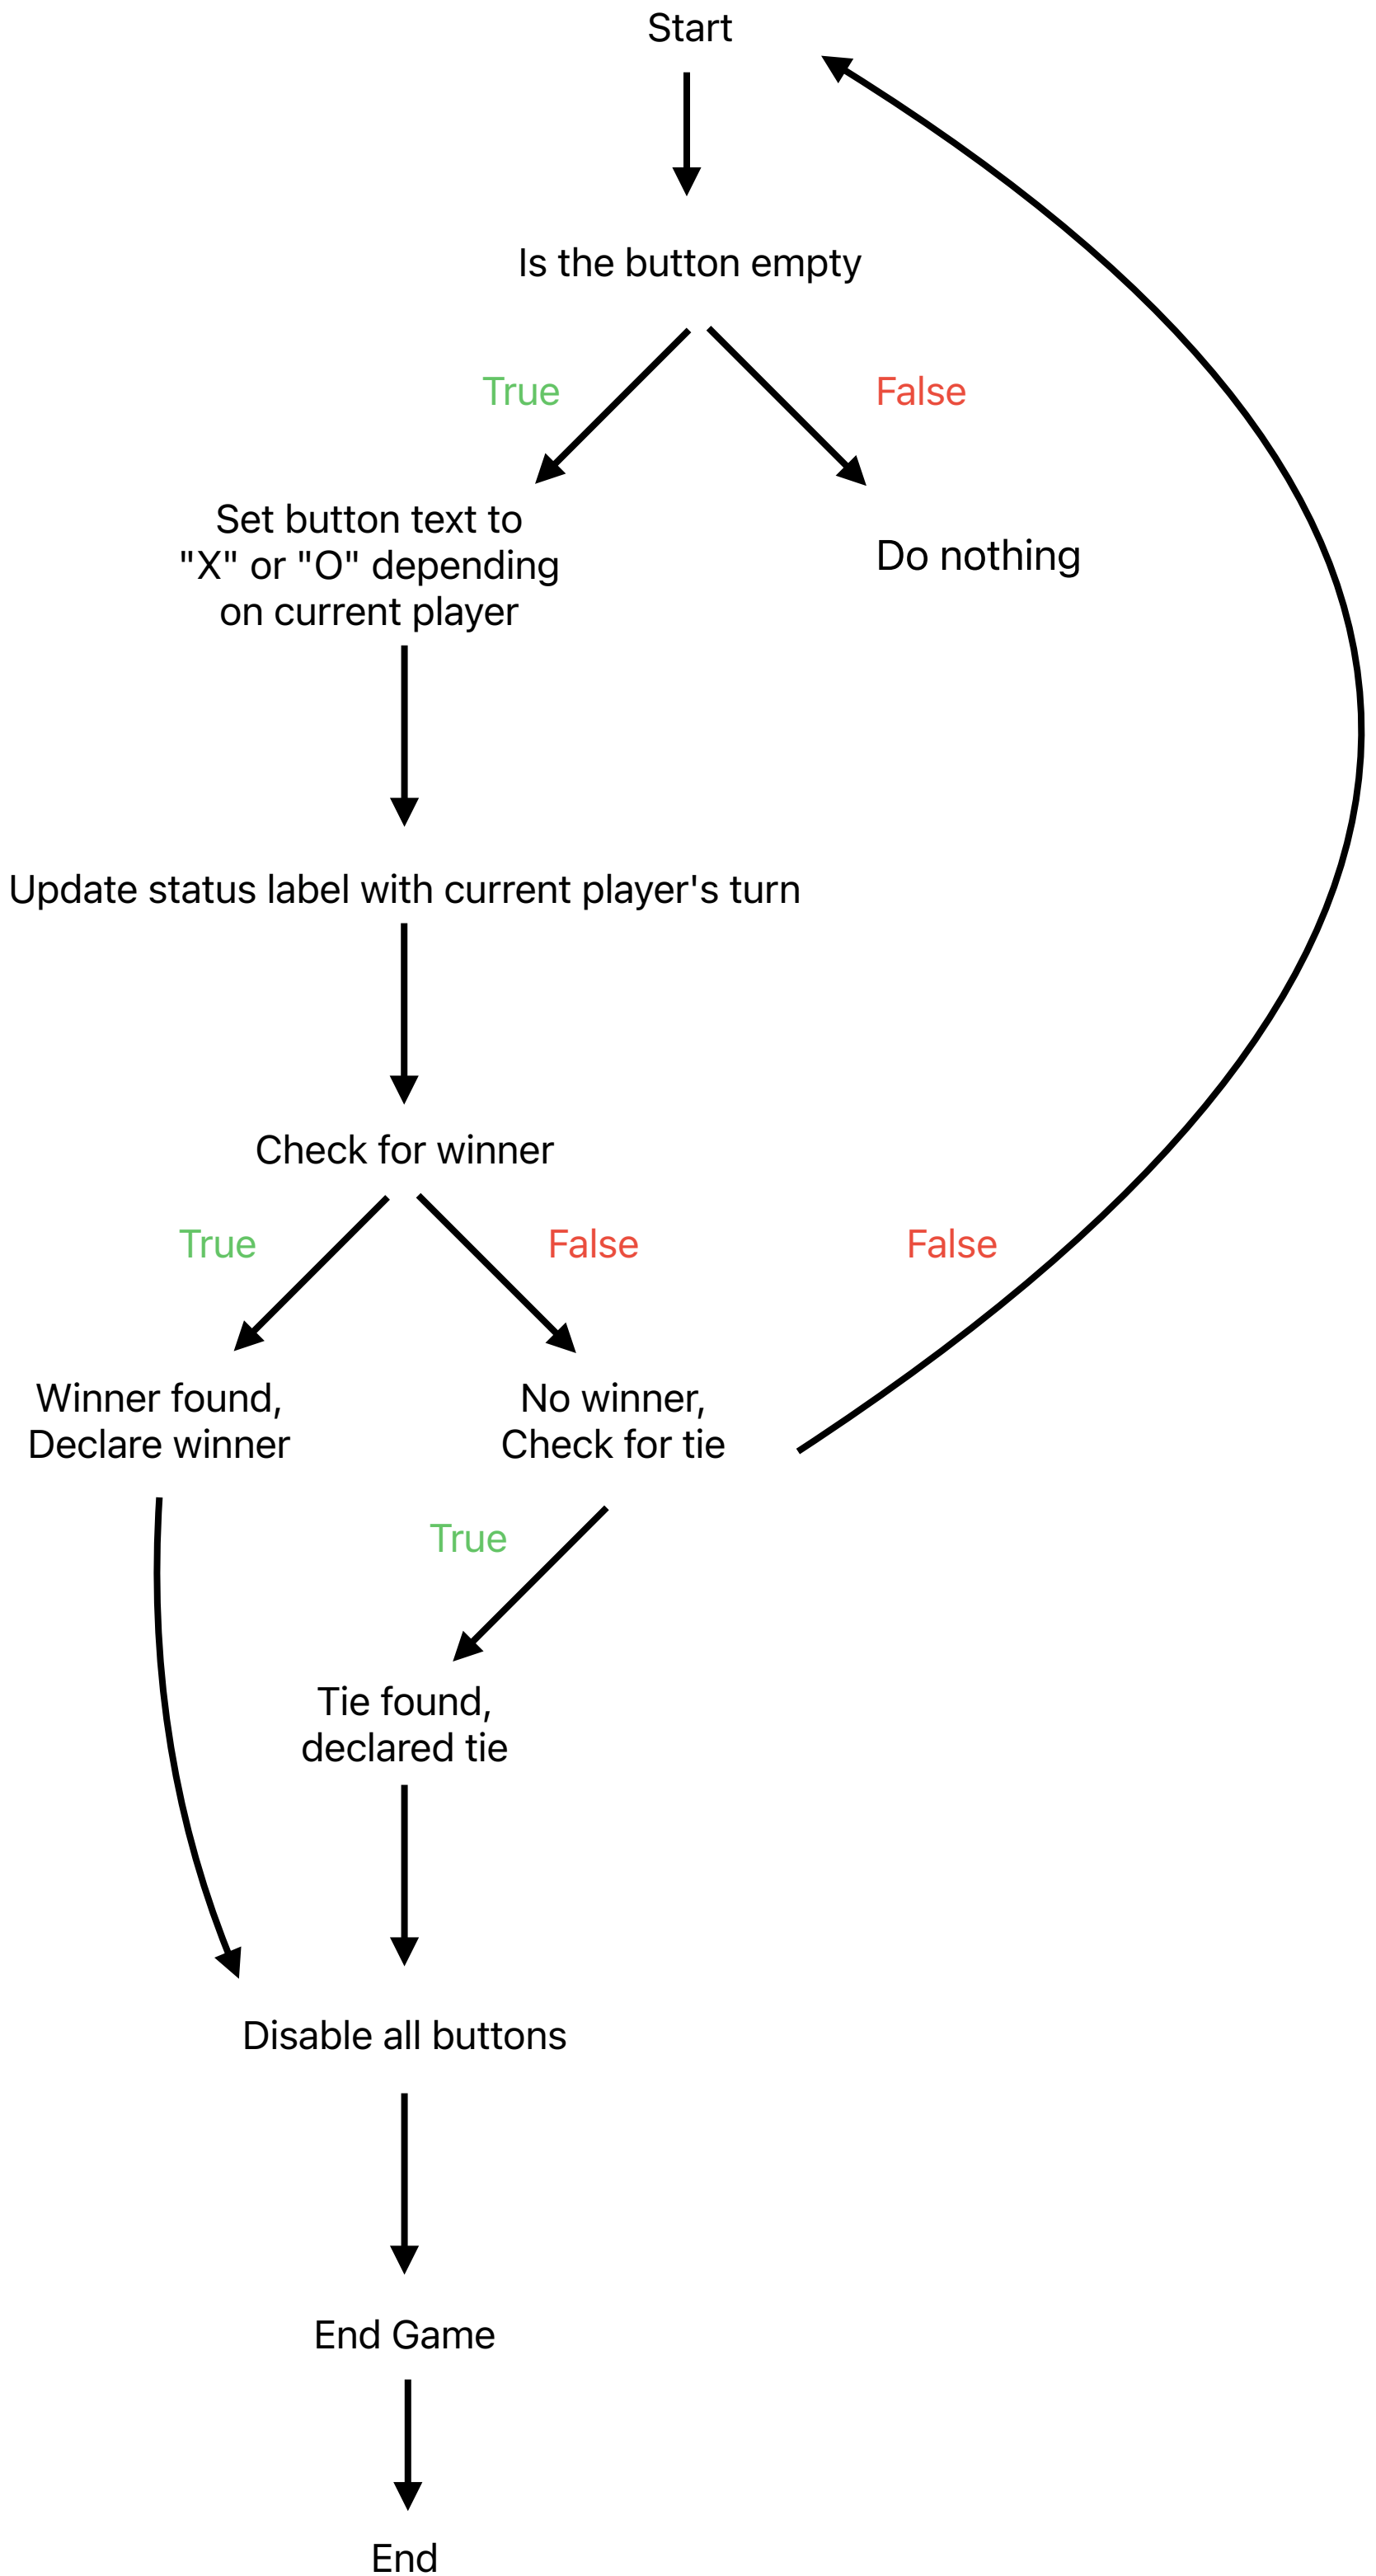 Start
Is the button empty
True
False
Set button text to
"X" or "O" depending
on current player
Do nothing
Update status label with current player's turn
Check for winner
True
False
False
Winner found,
Declare winner
No winner,
Check for tie
True
Tie found,
declared tie
Disable all buttons
End Game
End